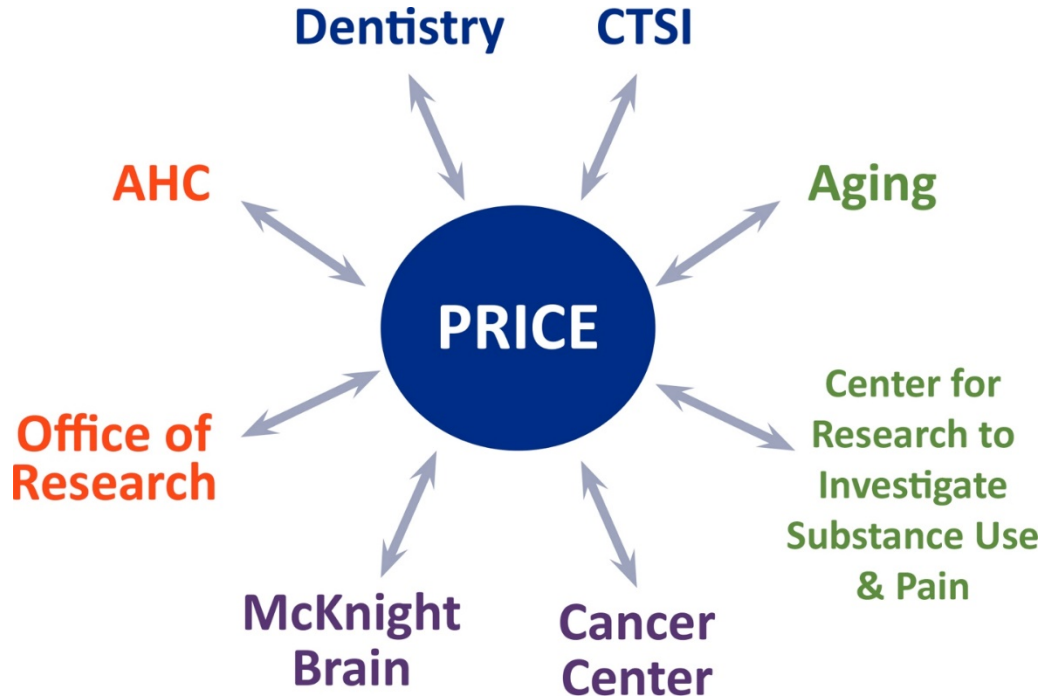 Dentistry
CTSI
AHC
Aging
PRICE
Center for
Research to
Investigate
Substance Use
& Pain
Office of
Research
McKnight
Brain
Cancer
Center